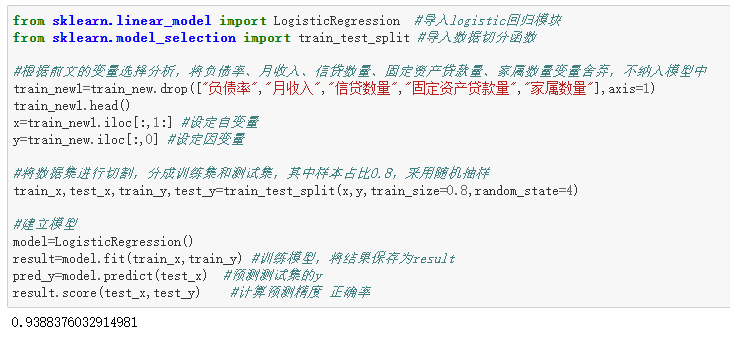 from sklearn.linear_model import LogisticRegression  #导入logistic回归模块
from sklearn.model_selection import train_test_split #导入数据切分函数
#根据前文的变量选择分析，将负债率、月收入、信贷数量、固定资产贷款量、家属数量变量舍弃，不纳入模型中
train_new1=train_new.drop(["负债率","月收入","信贷数量","固定资产贷款量","家属数量"],axis=1)
train_new1.head()
x=train_new1.iloc[:,1:] #设定自变量
y=train_new.iloc[:,0] #设定因变量
#将数据集进行切割，分成训练集和测试集，其中样本占比0.8，采用随机抽样
train_x,test_x,train_y,test_y=train_test_split(x,y,train_size=0.8,random_state=4)
#建立模型
model=LogisticRegression()
result=model.fit(train_x,train_y) #训练模型，将结果保存为result
pred_y=model.predict(test_x)  #预测测试集的y
result.score(test_x,test_y)    #计算预测精度 正确率
0.9388376032914981